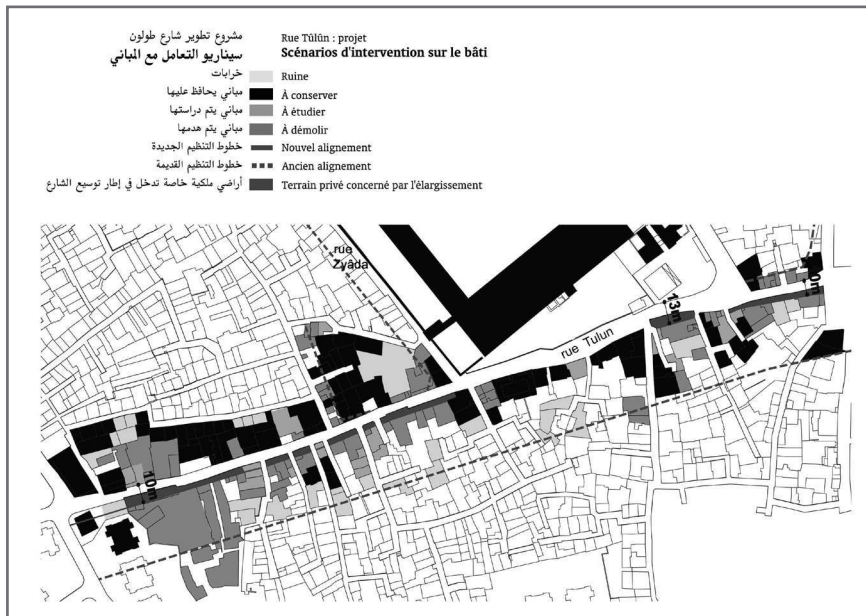 مشروع تطوير شارع طولون
سيناريو التعامل مع المباني
خرابات
مباني يحافظ عليها
مباني يتم دراستها
مباني يتم هدمها
خطوط التنظيم الجديدة
خطوط التنظيم القديمة
أراضي ملكية خاصة تدخل في إطار توسيع الشارع
Rue Tûlûn : projet
Scénarios d'intervention sur le bâti
Ruine
À conserver
À étudier
À démolir
Nouvel alignement
Ancien alignement
Terrain privé concerné par l'élargissement
rue
Zyâda
rue Tulun
13m
10m